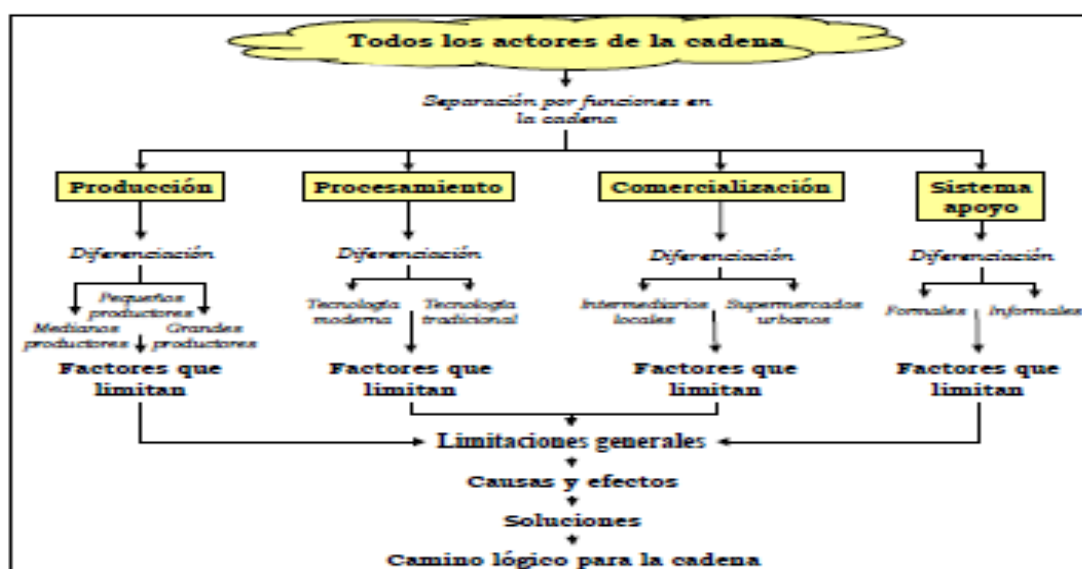 Todos los actores de la cadena
Separación por funciones en
la cadena
Producción
Procesamiento
Comercialización
Sistema
apoyo
Diferenciación
Diferenciación
Diferenciación
Diferenciación
Pequeños
productores
Medianos
productores
Grandes
productores
Tecnología
moderna
Tecnología
tradicional
Intermediarios
locales
Supermercados
urbanos
Formales
Informales
Factores que
limitan
Factores que
limitan
Factores que
limitan
Factores que
limitan
Limitaciones generales
Causas y efectos
Soluciones
Camino lógico para la cadena